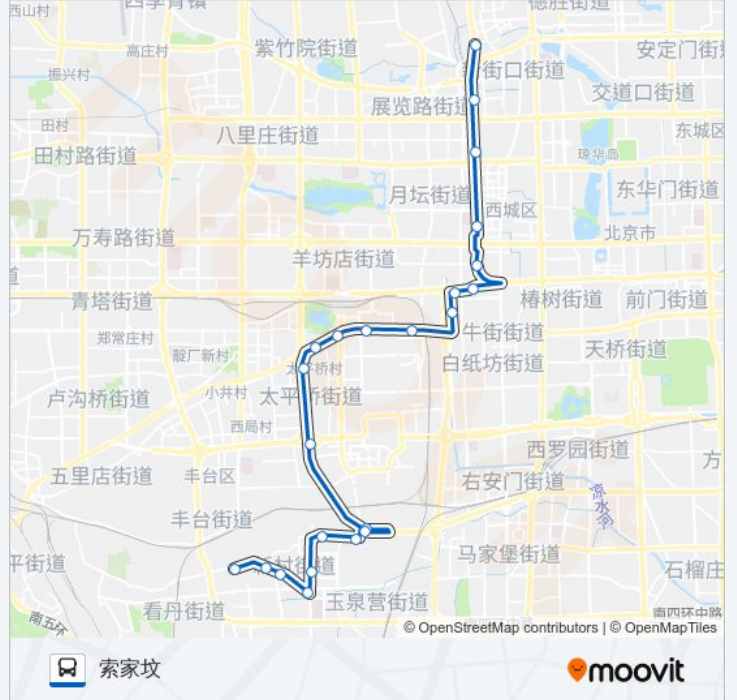 西山村
四季青镇
德胜街道
高庄村
紫竹院街道
安定门街
振兴村
街口街道
展览路街道
交道口街道
田村
八里庄街道
东城区
田村路街道
琼华岛
月坛街道
东华门街道
西城区
万寿路街道
北京市
羊坊店街道
道
青塔街道
椿树街道
前门街道
郑常庄村
牛街街道
靛厂新村
天桥街道
太平桥村
白纸坊街道
小井村
卢沟桥街道
太平桥街道
西局村
西罗园街道
方
五里店街道
丰台区
右安门街道
凉水河
丰台街道
马家堡街道
平街道
村街道
石榴庄
看丹街道
玉泉营街道
南四环中路
南五环
© OpenStreetMap contributors | © OpenMapTiles
索家坟
moovit